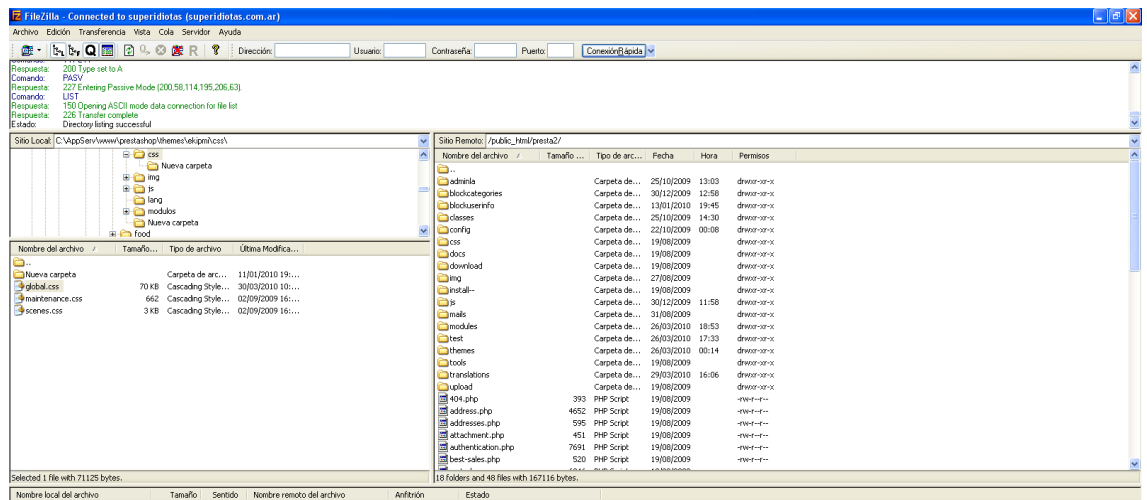 FileZilla - Connected to superidiotas (superidiotas.com.ar)
Archivo Edición Transferencia Vista Cola Servidor Ayuda
Dirección: Usuario: Contraseña: Puerto: ConexiónRápida
Respuesta: 200 Type set to A
Comando: PASV
Respuesta: 227 Entering Passive Mode (200,58,114,195,206,63).
Comando: LIST
Respuesta: 150 Opening ASCII mode data connection for file list
Respuesta: 226 Transfer complete
Estado: Directory listing successful
Sitio Local: C:\AppServ\www\prestashop\themes\ekipmi\css\
css
Nueva carpeta
img
js
lang
modulos
Nueva carpeta
food
Nombre del archivo / Tamaño... Tipo de archivo Última Modifica...
..
Nueva carpeta Carpeta de arc... 11/01/2010 19:...
global.css 70 KB Cascading Style... 30/03/2010 10:...
maintenance.css 662 Cascading Style... 02/09/2009 16:...
scenes.css 3 KB Cascading Style... 02/09/2009 16:...
Selected 1 file with 71125 bytes.
Sitio Remoto: /public_html/presta2/
Nombre del archivo / Tamaño ... Tipo de arc... Fecha Hora Permisos
..
adminla Carpeta de... 25/10/2009 13:03 drwxr-xr-x
blockcategories Carpeta de... 30/12/2009 12:58 drwxr-xr-x
blockuserinfo Carpeta de... 13/01/2010 19:45 drwxr-xr-x
classes Carpeta de... 25/10/2009 14:30 drwxr-xr-x
config Carpeta de... 22/10/2009 00:08 drwxr-xr-x
css Carpeta de... 19/08/2009 drwxr-xr-x
docs Carpeta de... 19/08/2009 drwxr-xr-x
download Carpeta de... 19/08/2009 drwxr-xr-x
img Carpeta de... 27/08/2009 drwxr-xr-x
install-- Carpeta de... 19/08/2009 drwxr-xr-x
js Carpeta de... 30/12/2009 11:58 drwxr-xr-x
mails Carpeta de... 31/08/2009 drwxr-xr-x
modules Carpeta de... 26/03/2010 18:53 drwxr-xr-x
test Carpeta de... 26/03/2010 17:33 drwxr-xr-x
themes Carpeta de... 26/03/2010 00:14 drwxr-xr-x
tools Carpeta de... 19/08/2009 drwxr-xr-x
translations Carpeta de... 29/03/2010 16:06 drwxr-xr-x
upload Carpeta de... 19/08/2009 drwxr-xr-x
404.php 393 PHP Script 19/08/2009 -rw-r--r--
address.php 4652 PHP Script 19/08/2009 -rw-r--r--
addresses.php 595 PHP Script 19/08/2009 -rw-r--r--
attachment.php 451 PHP Script 19/08/2009 -rw-r--r--
authentication.php 7691 PHP Script 19/08/2009 -rw-r--r--
best-sales.php 520 PHP Script 19/08/2009 -rw-r--r--
18 folders and 48 files with 167116 bytes.
Nombre local del archivo Tamaño Sentido Nombre remoto del archivo Anfitrión Estado